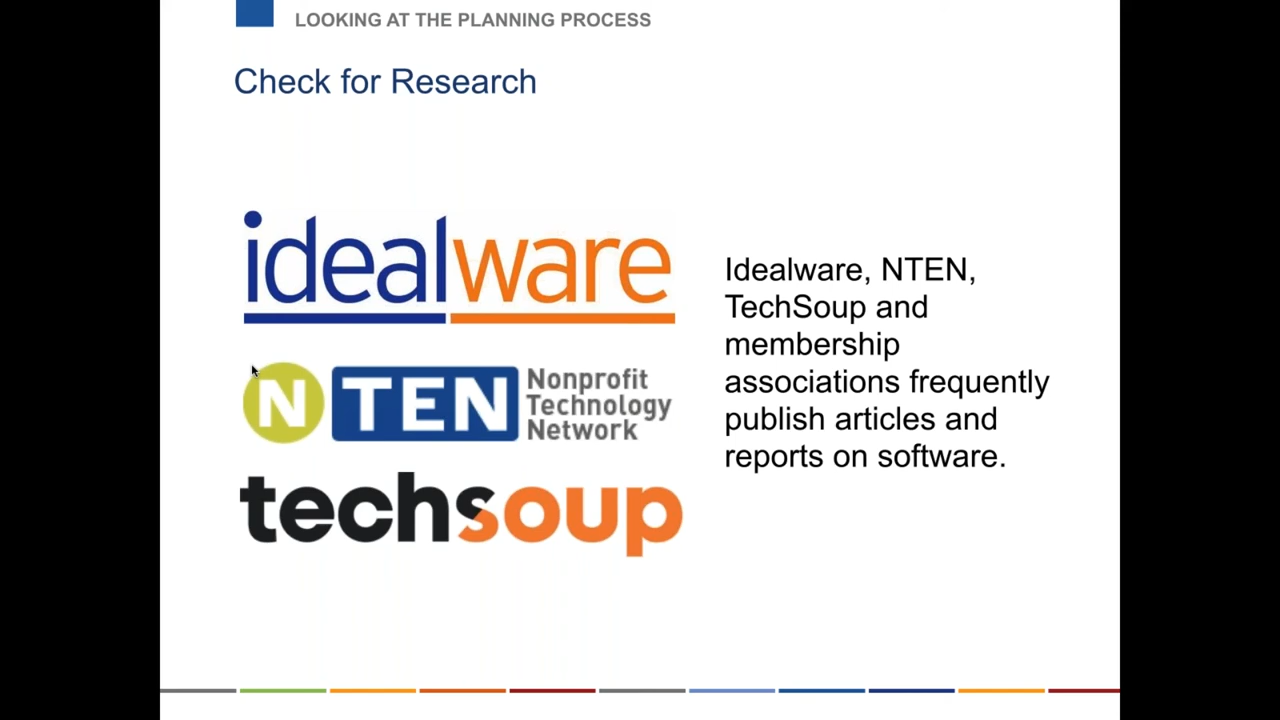 LOOKING AT THE PLANNING PROCESS
Check for Research
idealware
NTEN
Nonprofit
Technology
Network
techsoup
Idealware, NTEN,
TechSoup and
membership
associations frequently
publish articles and
reports on software.